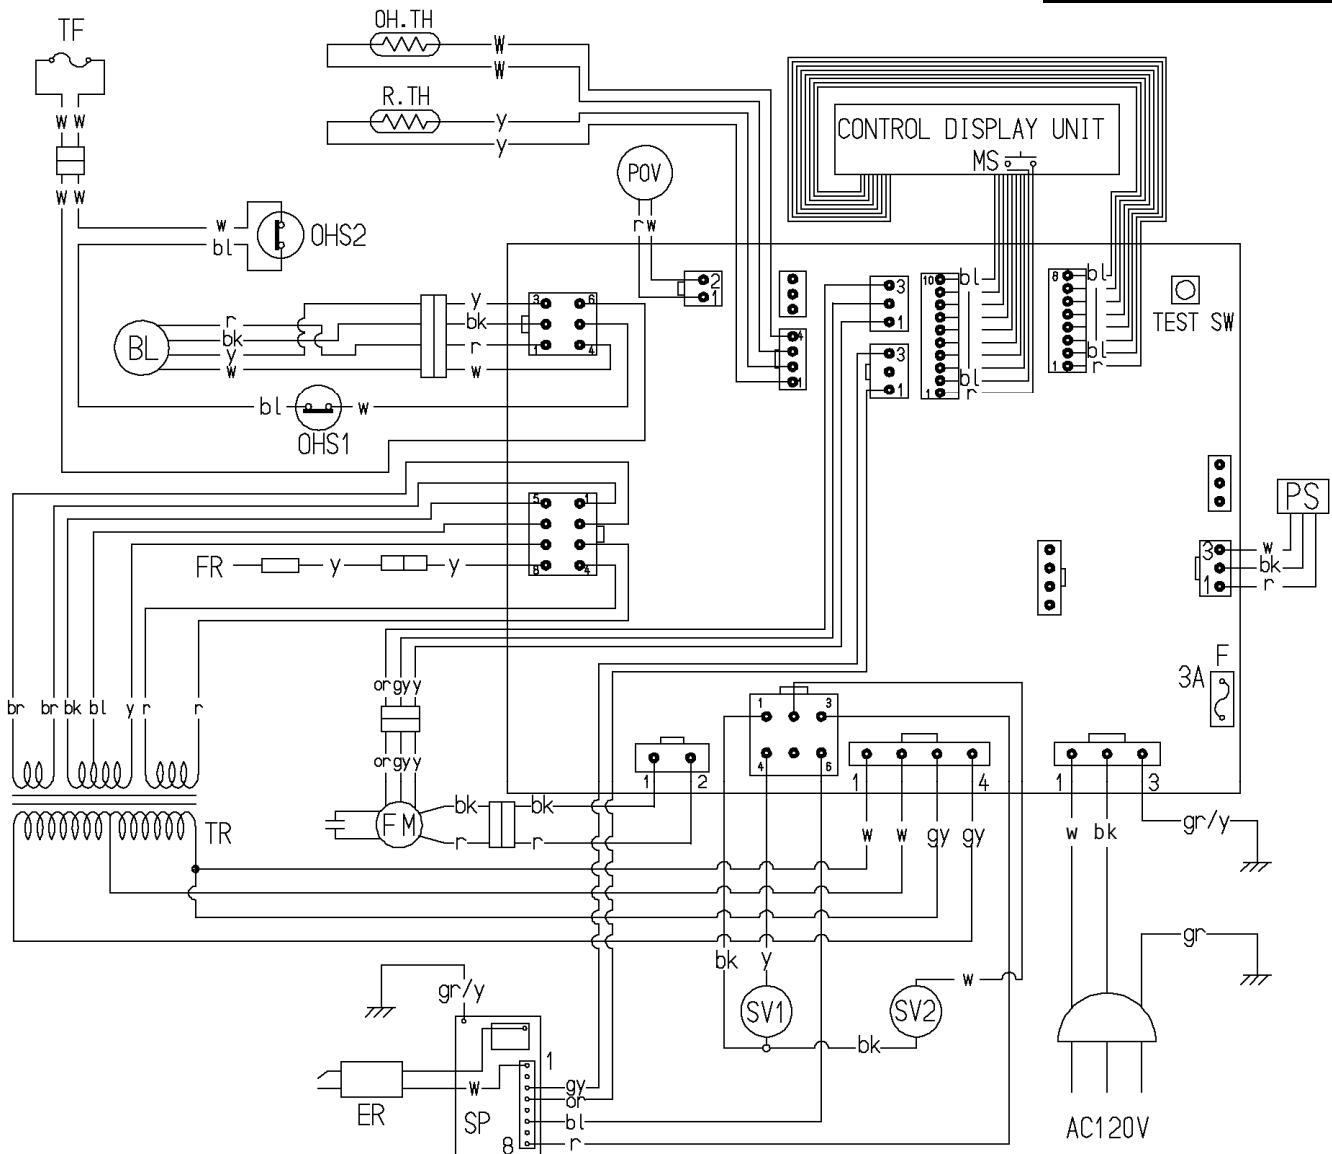 TF
OH.TH
w
w
R.TH
y
y
w w
w w
CONTROL DISPLAY UNIT
MS
POV
r w
w
bl
OHS2
2
1
3
1
10
bl
bl
r
1
8
bl
bl
r
1
TEST SW
4
1
3
1
BL
r
bk
y
w
y
bk
r
w
3
6
1
4
bl
w
OHS1
5
1
8
4
FR
y
y
PS
3
1
w
bk
r
F
3A
br
br
bk
bl
y
r
r
or gy y
or gy y
1
3
4
6
1
2
1
4
1
3
TR
FM
bk
bk
r
r
w
w
gy
gy
w
bk
gr/y
gr
bk
y
w
SV1
SV2
bk
gr/y
ER
w
SP
1
8
gy
or
bl
r
AC120V